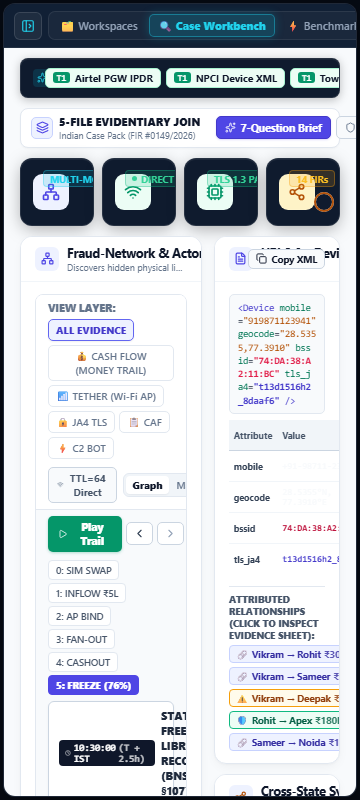 Workspaces
Case Workbench
Benchmar
T1 Airtel PGW IPDR
T1 NPCI Device XML
T1 Tow
5-FILE EVIDENTIARY JOIN
Indian Case Pack (FIR #0149/2026)
7-Question Brief
MULTI-M
DIRECT
TLS 1.3 PA
14 FIRs
Fraud-Network & Actor
Discovers hidden physical li...
Copy XML
VIEW LAYER:
ALL EVIDENCE
CASH FLOW
(MONEY TRAIL)
TETHER (Wi-Fi AP)
JA4 TLS
CAF
C2 BOT
TTL=64
Direct
Graph
M
Play
Trail
0: SIM SWAP
1: INFLOW ₹5L
2: AP BIND
3: FAN-OUT
4: CASHOUT
5: FREEZE (76%)
10:30:00 (T +
IST 2.5h)
STAT
FREE
LIBR
RECO
(BNS
§107
<Device mobile
="919871123941"
geocode="28.535
5,77.3910" bss
id="74:DA:38:A
2:11:BC" tls_j
a4="t13d1516h2
_8daaf6" />
Attribute Value
mobile
geocode
bssid 74:DA:38:A2:
tls_ja4 t13d1516h2_8
ATTRIBUTED
RELATIONSHIPS
(CLICK TO INSPECT
EVIDENCE SHEET):
Vikram → Rohit ₹30
Vikram → Sameer ₹
Vikram → Deepak ₹
Rohit → Apex ₹180
Sameer → Noida ₹1
Cross-State Sy